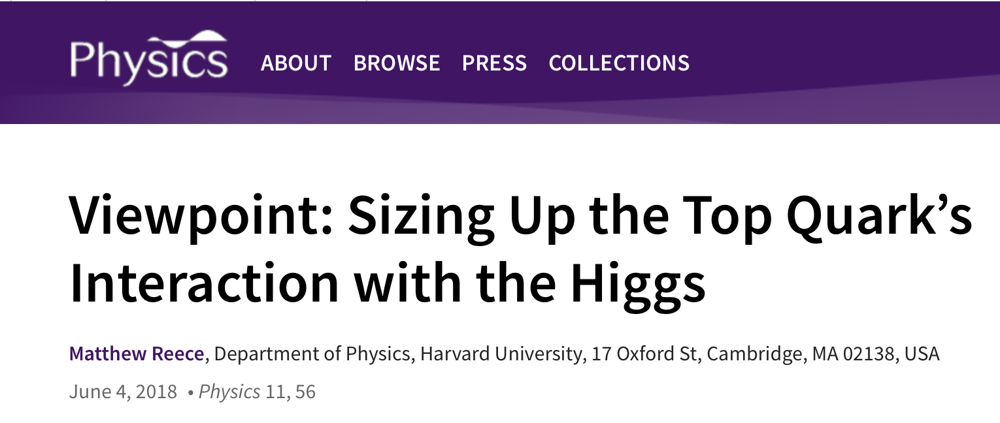 Physics ABOUT BROWSE PRESS COLLECTIONS
Viewpoint: Sizing Up the Top Quark’s
Interaction with the Higgs
Matthew Reece, Department of Physics, Harvard University, 17 Oxford St, Cambridge, MA 02138, USA
June 4, 2018 • Physics 11, 56